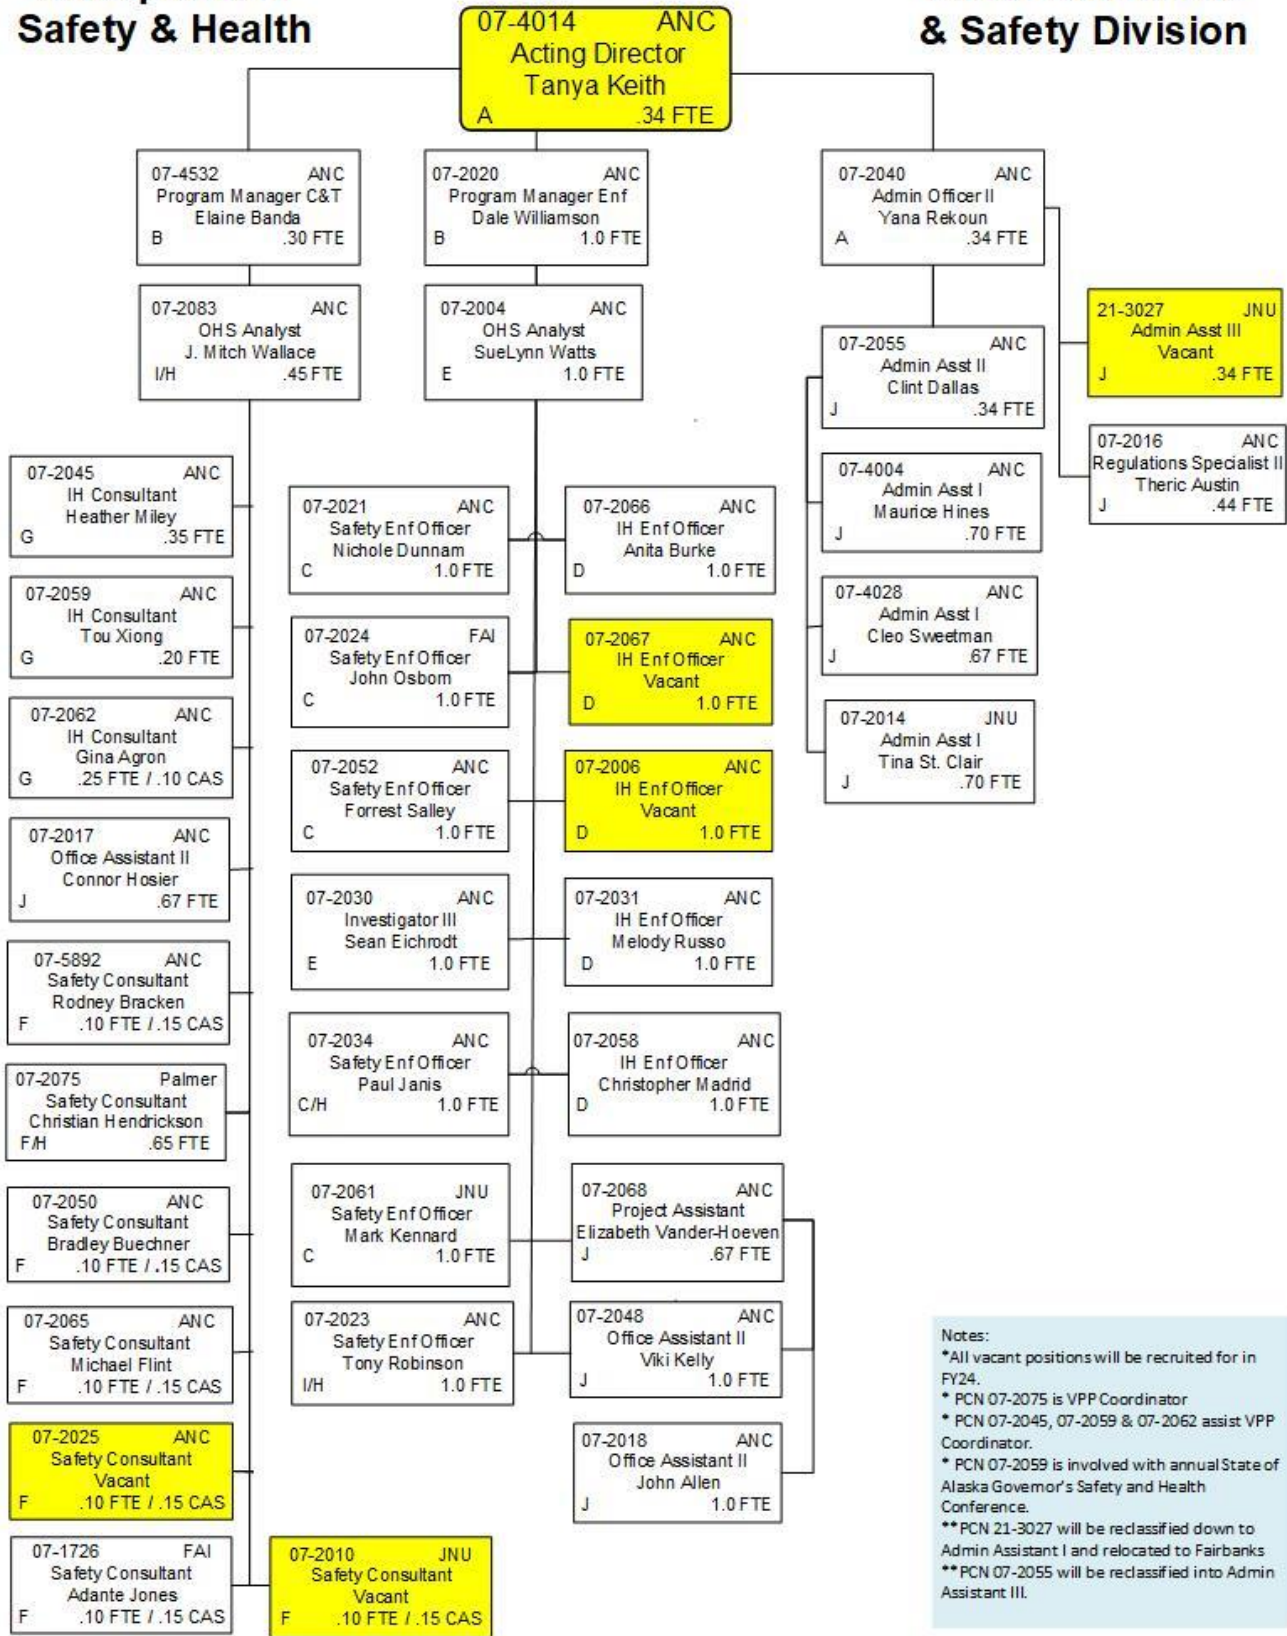 Safety & Health
& Safety Division
07-4014 ANC
Acting Director
Tanya Keith
A .34 FTE
07-4532 ANC
Program Manager C&T
Elaine Banda
B .30 FTE
07-2020 ANC
Program Manager Enf
Dale Williamson
B 1.0 FTE
07-2040 ANC
Admin Officer II
Yana Rekoun
A .34 FTE
07-2083 ANC
OHS Analyst
J. Mitch Wallace
I/H .45 FTE
07-2004 ANC
OHS Analyst
SueLynn Watts
E 1.0 FTE
21-3027 JNU
Admin Asst III
Vacant
J .34 FTE
07-2055 ANC
Admin Asst II
Clint Dallas
J .34 FTE
07-2016 ANC
Regulations Specialist II
Theric Austin
J .44 FTE
07-4004 ANC
Admin Asst I
Maurice Hines
J .70 FTE
07-4028 ANC
Admin Asst I
Cleo Sweetman
J .67 FTE
07-2014 JNU
Admin Asst I
Tina St. Clair
J .70 FTE
07-2045 ANC
IH Consultant
Heather Miley
G .35 FTE
07-2059 ANC
IH Consultant
Tou Xiong
G .20 FTE
07-2062 ANC
IH Consultant
Gina Agron
G .25 FTE / .10 CAS
07-2017 ANC
Office Assistant II
Connor Hosier
J .67 FTE
07-5892 ANC
Safety Consultant
Rodney Bracken
F .10 FTE / .15 CAS
07-2075 Palmer
Safety Consultant
Christian Hendrickson
F/H .65 FTE
07-2050 ANC
Safety Consultant
Bradley Buechner
F .10 FTE / .15 CAS
07-2065 ANC
Safety Consultant
Michael Flint
F .10 FTE / .15 CAS
07-2025 ANC
Safety Consultant
Vacant
F .10 FTE / .15 CAS
07-1726 FAI
Safety Consultant
Adante Jones
F .10 FTE / .15 CAS
07-2010 JNU
Safety Consultant
Vacant
F .10 FTE / .15 CAS
07-2021 ANC
Safety Enf Officer
Nichole Dunnam
C 1.0 FTE
07-2066 ANC
IH Enf Officer
Anita Burke
D 1.0 FTE
07-2024 FAI
Safety Enf Officer
John Osborn
C 1.0 FTE
07-2067 ANC
IH Enf Officer
Vacant
D 1.0 FTE
07-2052 ANC
Safety Enf Officer
Forrest Salley
C 1.0 FTE
07-2006 ANC
IH Enf Officer
Vacant
D 1.0 FTE
07-2030 ANC
Investigator III
Sean Eichrodt
E 1.0 FTE
07-2031 ANC
IH Enf Officer
Melody Russo
D 1.0 FTE
07-2034 ANC
Safety Enf Officer
Paul Janis
C/H 1.0 FTE
07-2058 ANC
IH Enf Officer
Christopher Madrid
D 1.0 FTE
07-2061 JNU
Safety Enf Officer
Mark Kennard
C 1.0 FTE
07-2068 ANC
Project Assistant
Elizabeth Vander-Hoeven
J .67 FTE
07-2023 ANC
Safety Enf Officer
Tony Robinson
I/H 1.0 FTE
07-2048 ANC
Office Assistant II
Viki Kelly
J 1.0 FTE
07-2018 ANC
Office Assistant II
John Allen
J 1.0 FTE
Notes:
*All vacant positions will be recruited for in
FY24.
* PCN 07-2075 is VPP Coordinator
* PCN 07-2045, 07-2059 & 07-2062 assist VPP
Coordinator.
* PCN 07-2059 is involved with annual State of
Alaska Governor's Safety and Health
Conference.
**PCN 21-3027 will be reclassified down to
Admin Assistant I and relocated to Fairbanks
**PCN 07-2055 will be reclassified into Admin
Assistant III.